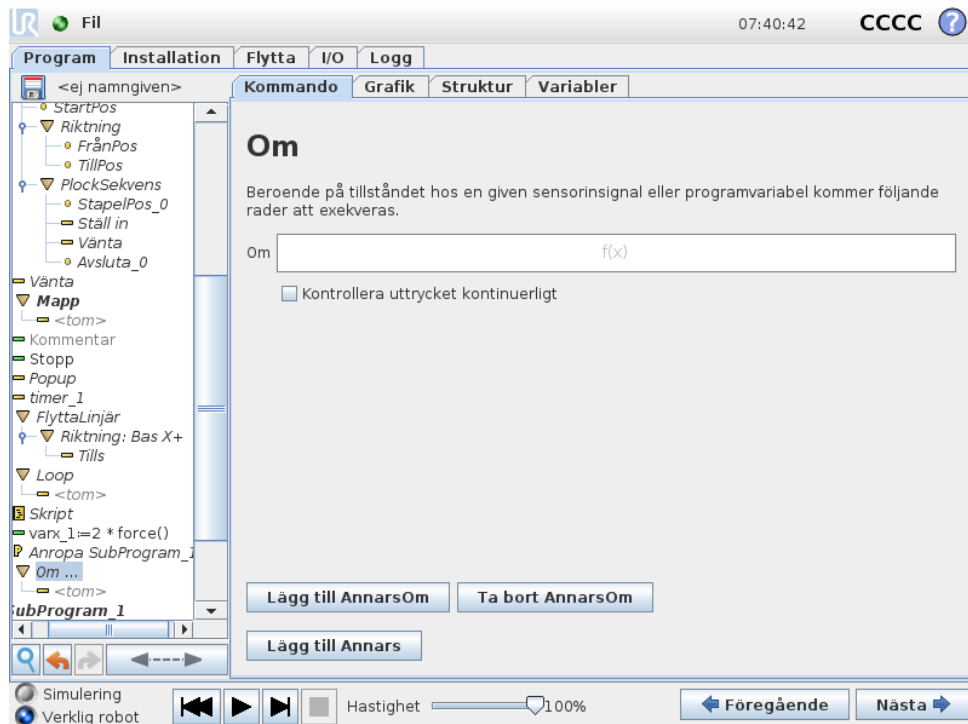 UR Fil 07:40:42 CCCC ?
Program Installation Flytta I/O Logg
<ej namngiven>
Kommando Grafik Struktur Variabler
StartPos
Riktning
FrånPos
TillPos
PlockSekvens
StapelPos_0
Ställ in
Vänta
Avsluta_0
Vänta
Mapp
<tom>
Kommentar
Stopp
Popup
timer_1
FlyttaLinjär
Riktning: Bas X+
Tills
Loop
<tom>
Skript
varx_1:=2 * force()
P Anropa SubProgram_1
Om ...
<tom>
SubProgram_1
Om
Beroende på tillståndet hos en given sensorinsignal eller programvariabel kommer följande
rader att exekveras.
Om f(x)
Kontrollera uttrycket kontinuerligt
Lägg till AnnarsOm Ta bort AnnarsOm
Lägg till Annars
Simulering
Verklig robot
Hastighet 100%
Föregående Nästa